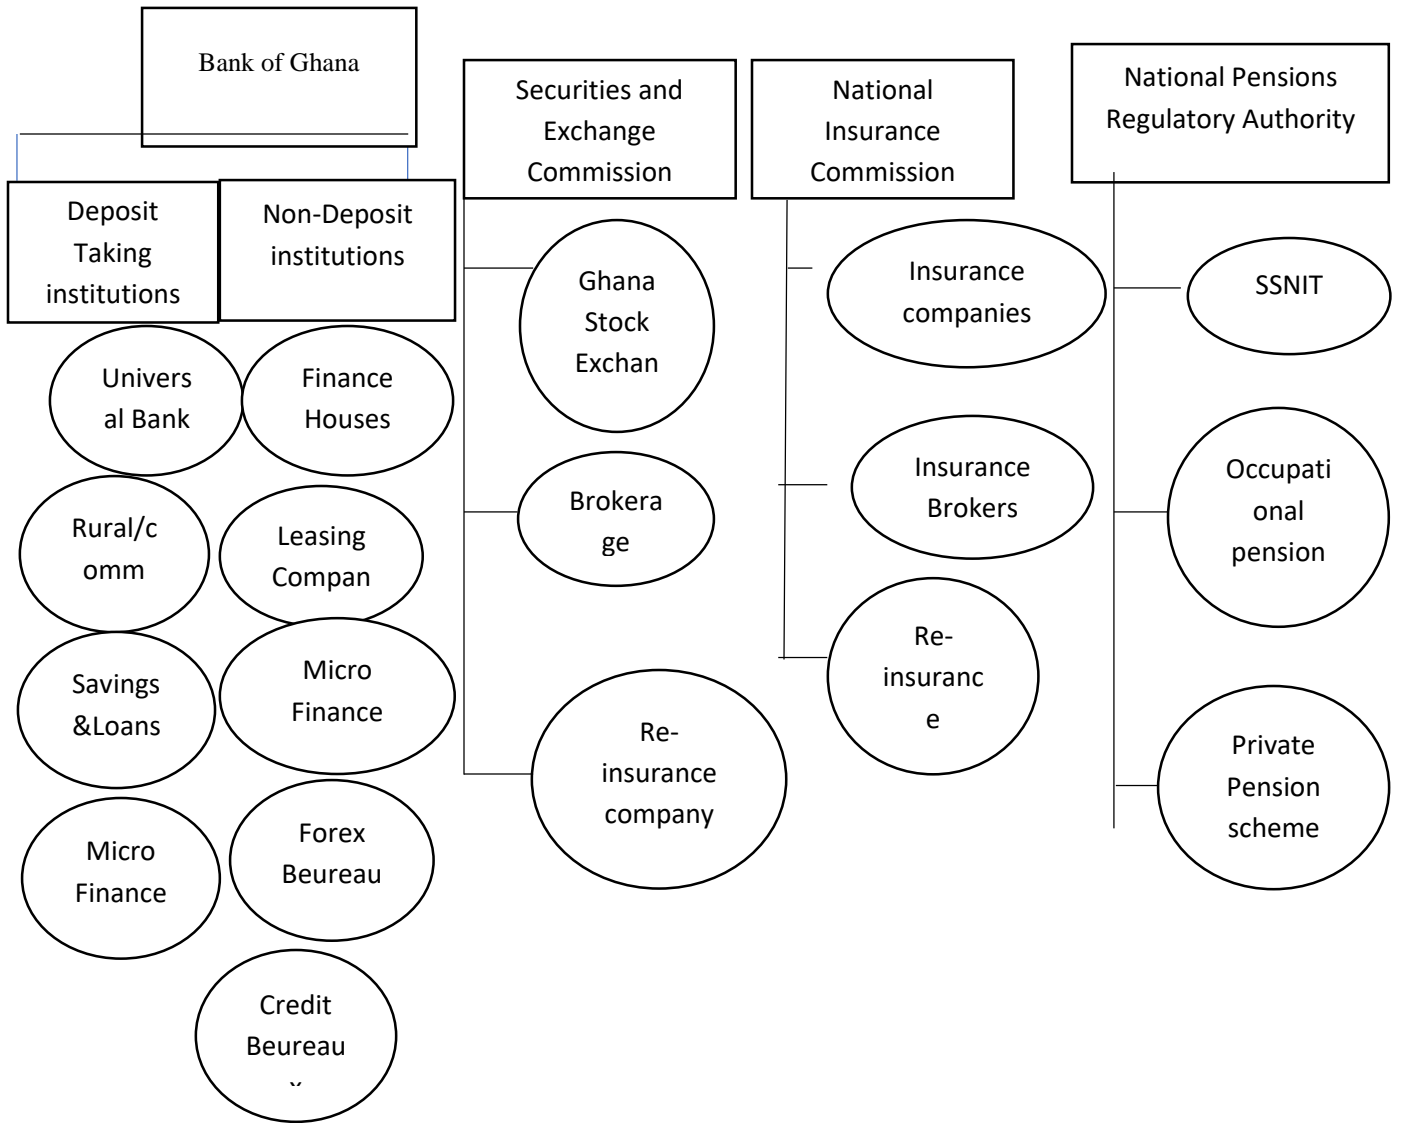 Bank of Ghana
Deposit
Taking
institutions
Non-Deposit
institutions
Univers
al Bank
Rural/c
omm
Savings
&Loans
Micro
Finance
Finance
Houses
Leasing
Compan
Micro
Finance
Forex
Beureau
Credit
Beureau
Securities and
Exchange
Commission
Ghana
Stock
Exchan
Brokera
ge
Re-
insurance
company
National
Insurance
Commission
Insurance
companies
Insurance
Brokers
Re-
insuranc
e
National Pensions
Regulatory Authority
SSNIT
Occupati
onal
pension
Private
Pension
scheme